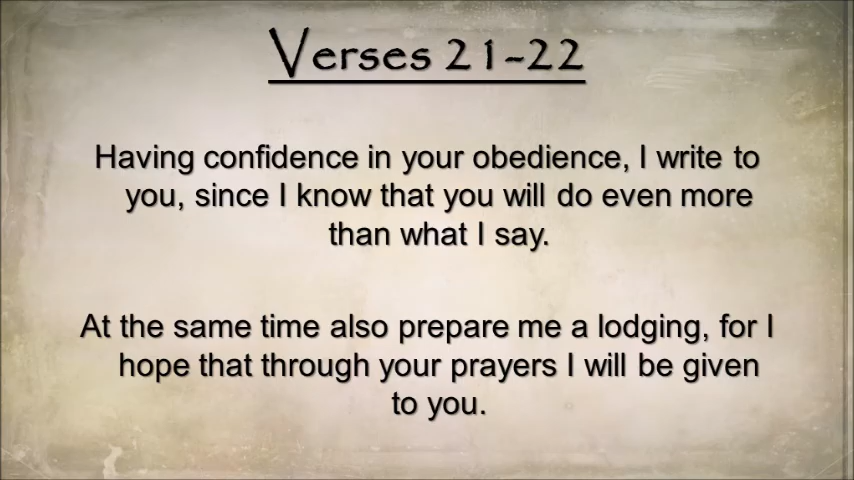 Verses 21-22
Having confidence in your obedience, I write to
you, since I know that you will do even more
than what I say.
At the same time also prepare me a lodging, for I
hope that through your prayers I will be given
to you.